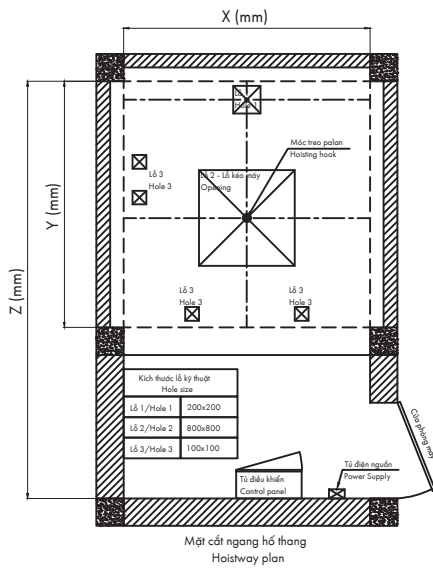 X (mm)
Y (mm)
Z (mm)
Lỗ 1
Hole 1
Móc treo palan
Hoisting hook
Lỗ 3
Hole 3
Lỗ 2 - Lỗ kéo máy
Opening
Lỗ 3
Hole 3
Lỗ 3
Hole 3
Kích thước lỗ kỹ thuật
Hole size
Lỗ 1/Hole 1 200x200
Lỗ 2/Hole 2 800x800
Lỗ 3/Hole 3 100x100
Cửa phòng máy
Tủ điện nguồn
Power Supply
Tủ điều khiển
Control panel
Mặt cắt ngang hố thang
Hoistway plan